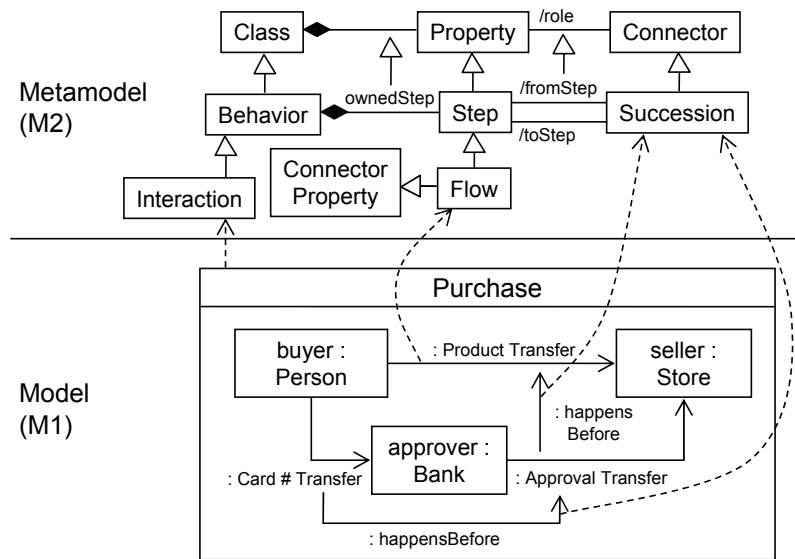 Class
Property
/role
Connector
Metamodel
(M2)
Behavior
ownedStep
Step
/fromStep
/toStep
Succession
Interaction
Connector
Property
Flow
Purchase
Model
(M1)
buyer :
Person
: Product Transfer
seller :
Store
: happens
Before
approver :
Bank
: Card # Transfer
: Approval Transfer
: happensBefore